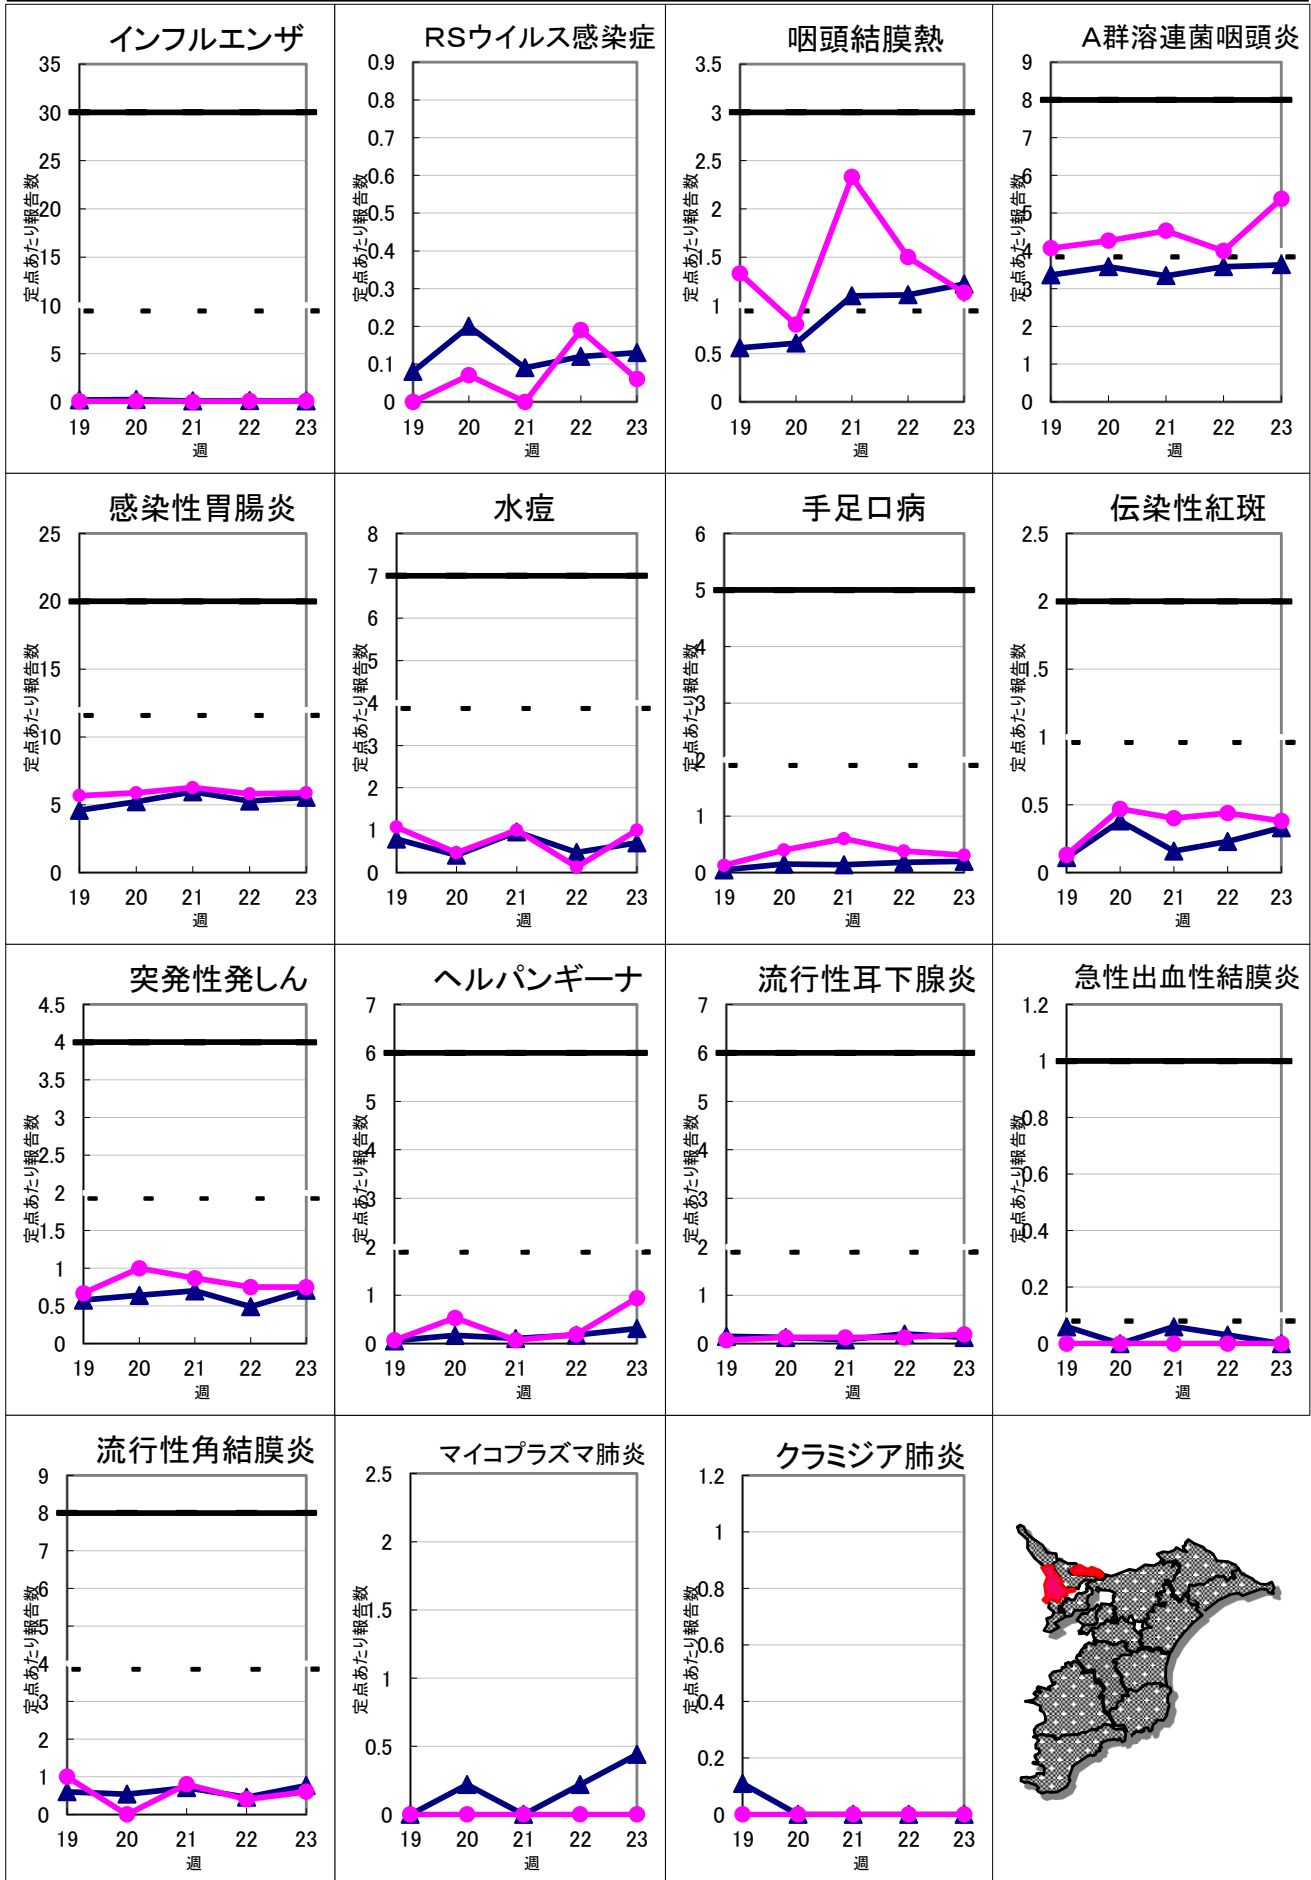 インフルエンザ
35
30
25
20
15
10
5
0
定点あたり報告数
19 20 21 22 23
週
RSウイルス感染症
0.9
0.8
0.7
0.6
0.5
0.4
0.3
0.2
0.1
0
定点あたり報告数
19 20 21 22 23
週
咽頭結膜熱
3.5
3
2.5
2
1.5
1
0.5
0
定点あたり報告数
19 20 21 22 23
週
A群溶連菌咽頭炎
9
8
7
6
5
4
3
2
1
0
定点あたり報告数
19 20 21 22 23
週
感染性胃腸炎
25
20
15
10
5
0
定点あたり報告数
19 20 21 22 23
週
水痘
8
7
6
5
4
3
2
1
0
定点あたり報告数
19 20 21 22 23
週
手足口病
6
5
4
3
2
1
0
定点あたり報告数
19 20 21 22 23
週
伝染性紅斑
2.5
2
1.5
1
0.5
0
定点あたり報告数
19 20 21 22 23
週
突発性発しん
4.5
4
3.5
3
2.5
2
1.5
1
0.5
0
定点あたり報告数
19 20 21 22 23
週
ヘルパンギーナ
7
6
5
4
3
2
1
0
定点あたり報告数
19 20 21 22 23
週
流行性耳下腺炎
7
6
5
4
3
2
1
0
定点あたり報告数
19 20 21 22 23
週
急性出血性結膜炎
1.2
1
0.8
0.6
0.4
0.2
0
定点あたり報告数
19 20 21 22 23
週
流行性角結膜炎
9
8
7
6
5
4
3
2
1
0
定点あたり報告数
19 20 21 22 23
週
マイコプラズマ肺炎
2.5
2
1.5
1
0.5
0
定点あたり報告数
19 20 21 22 23
週
クラミジア肺炎
1.2
1
0.8
0.6
0.4
0.2
0
定点あたり報告数
19 20 21 22 23
週